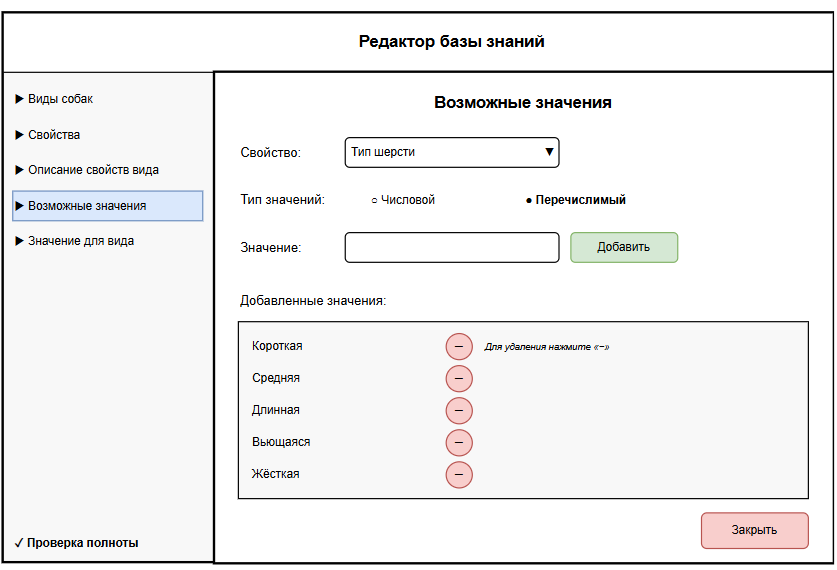 Редактор базы знаний
▶ Виды собак
▶ Свойства
▶ Описание свойств вида
▶ Возможные значения
▶ Значение для вида
✓ Проверка полноты
Возможные значения
Свойство: Тип шерсти ▼
Тип значений: ○ Числовой ● Перечислимый
Значение: Добавить
Добавленные значения:
Короткая − Для удаления нажмите «−»
Средняя −
Длинная −
Вьющаяся −
Жёсткая −
Закрыть